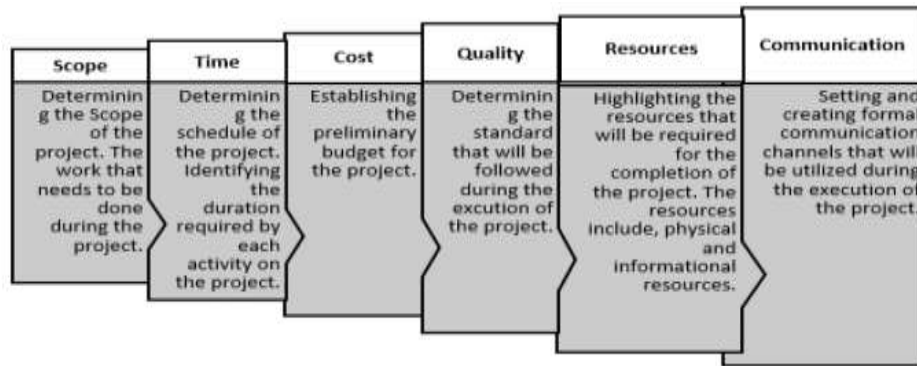 Scope
Determinin
g the Scope
of the
project. The
work that
needs to be
done
during the
project.
Time
Determinin
g the
schedule of
the project.
Identifying
the
duration
required by
each
activity on
the project.
Cost
Establishing
the
preliminary
budget for
the project.
Quality
Determinin
g the
standard
that will be
followed
during the
excution of
the project.
Resources
Highlighting the
resources that
will be required
for the
completion of
the project. The
resources
include, physical
and
informational
resources.
Communication
Setting and
creating formal
communication
channels that will
be utilized during
the execution of
the project.